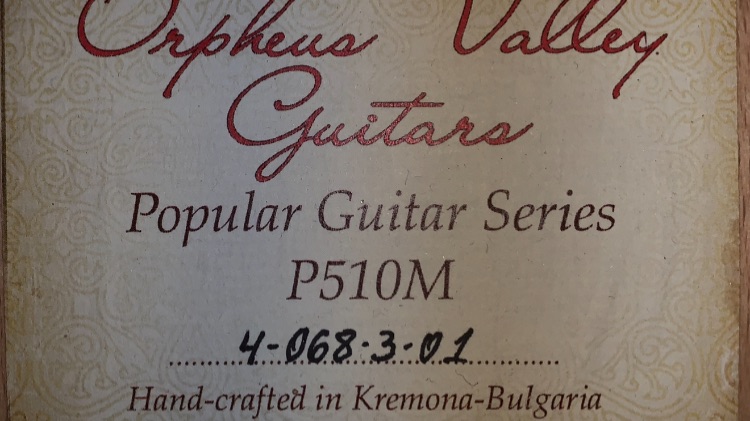 Orpheus Valley
Guitars
Popular Guitar Series
P510M
4-068-3-01
Hand-crafted in Kremona-Bulgaria